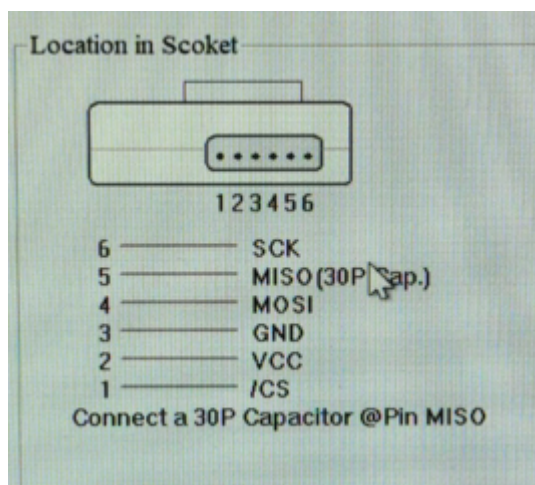 Location in Scoket
123456
6 SCK
5 MISO(30P Cap.)
4 MOSI
3 GND
2 VCC
1 /CS
Connect a 30P Capacitor @Pin MISO